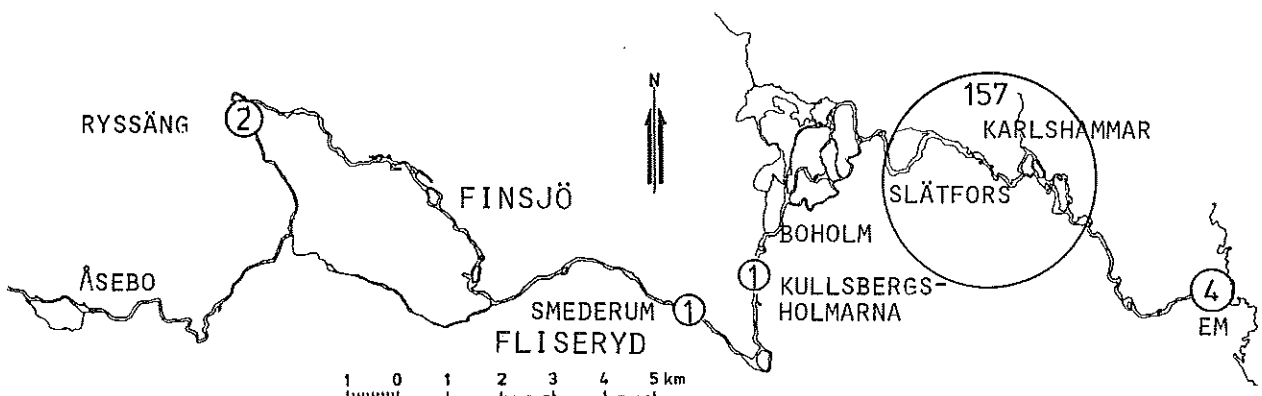 N
157
KARLSHAMMAR
2
RYSSÄNG
FINSJÖ
SLÄTFORS
BOHOLM
ÅSEBO
1
KULLSBERGS-
HOLMARNA
SMEDERUM
1
4
EM
FLISERYD
1 0 1 2 3 4 5 km